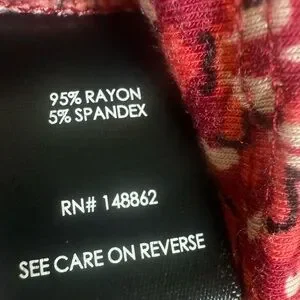 95% RAYON
5% SPANDEX
RN# 148862
SEE CARE ON REVERSE